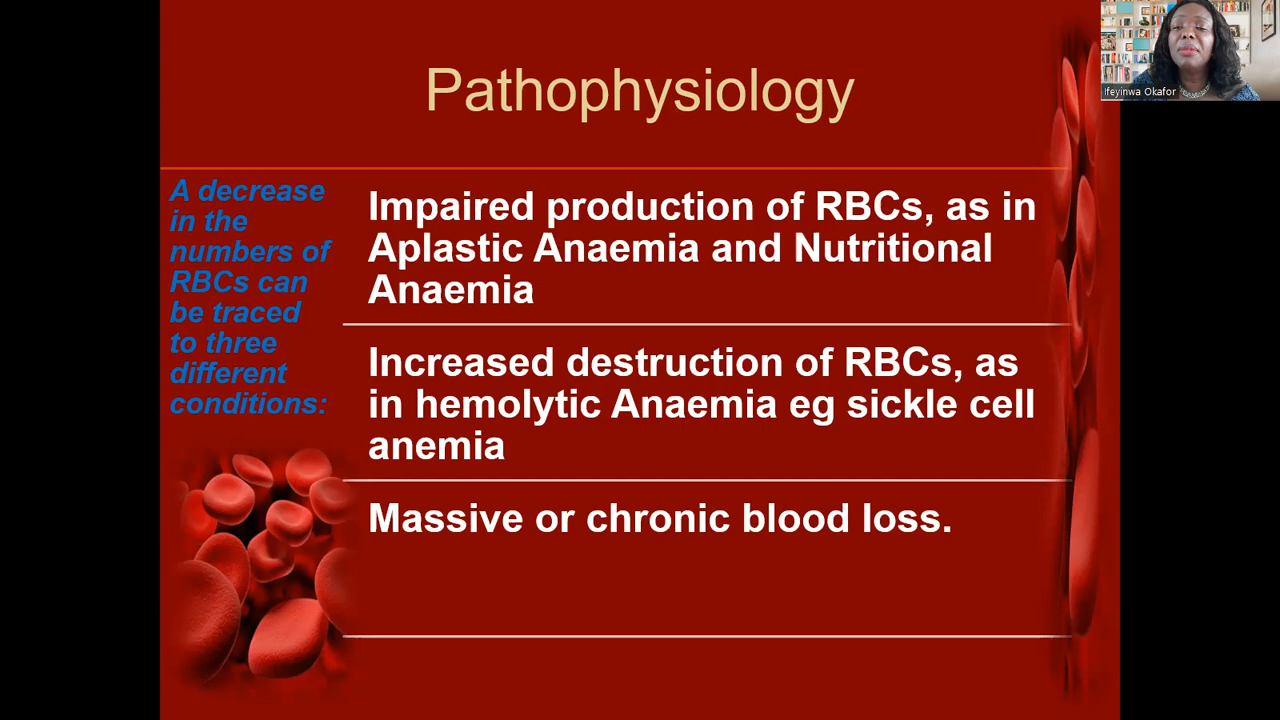 Pathophysiology
A decrease
in the
numbers of
RBCs can
be traced
to three
different
conditions:
Impaired production of RBCs, as in
Aplastic Anaemia and Nutritional
Anaemia
Increased destruction of RBCs, as
in hemolytic Anaemia eg sickle cell
anemia
Massive or chronic blood loss.
Ifeyinwa Okafor